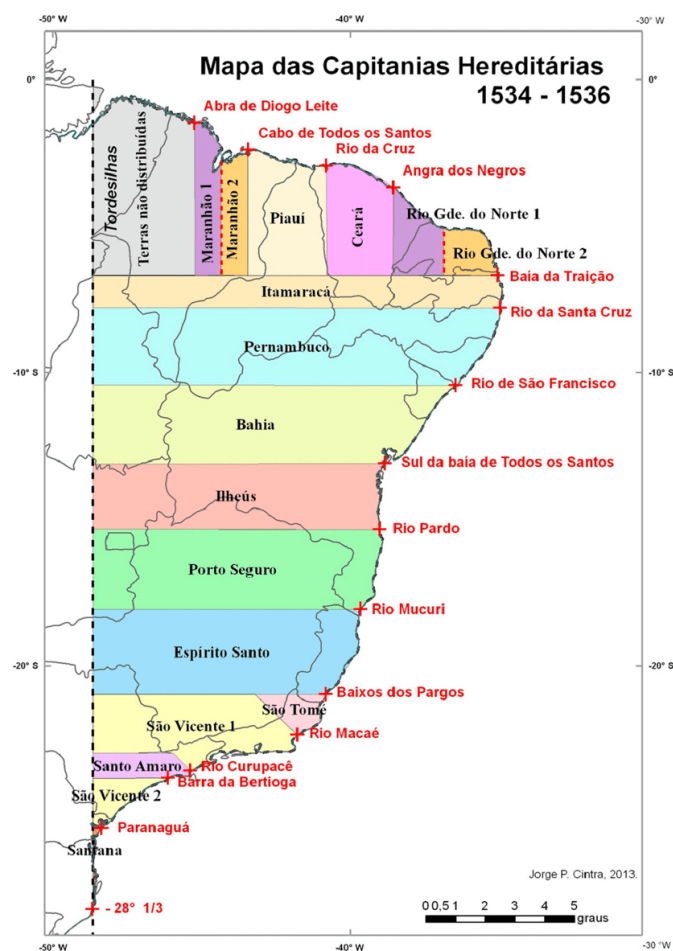 -50° W
-40° W
-30° W
Mapa das Capitanias Hereditárias
1534 - 1536
0°
Abra de Diogo Leite
Cabo de Todos os Santos
Rio da Cruz
Angra dos Negros
Tordesilhas
Terras não distribuídas
Maranhão 1
Maranhão 2
Piauí
Ceará
Rio Gde. do Norte 1
Rio Gde. do Norte 2
Baía da Traição
Itamaracá
Rio da Santa Cruz
Pernambuco
-10° S
Rio de São Francisco
Bahia
Sul da baía de Todos os Santos
Ilheús
Rio Pardo
Porto Seguro
Rio Mucuri
Espírito Santo
-20° S
Baixos dos Pargos
São Tomé
São Vicente 1
Rio Macaé
Santo Amaro
Rio Curupacê
Barra da Bertioga
São Vicente 2
Paranaguá
Santana
Jorge P. Cintra, 2013.
- 28° 1/3
0 0,5 1 2 3 4 5
graus
-50° W
-40° W
-30 °W